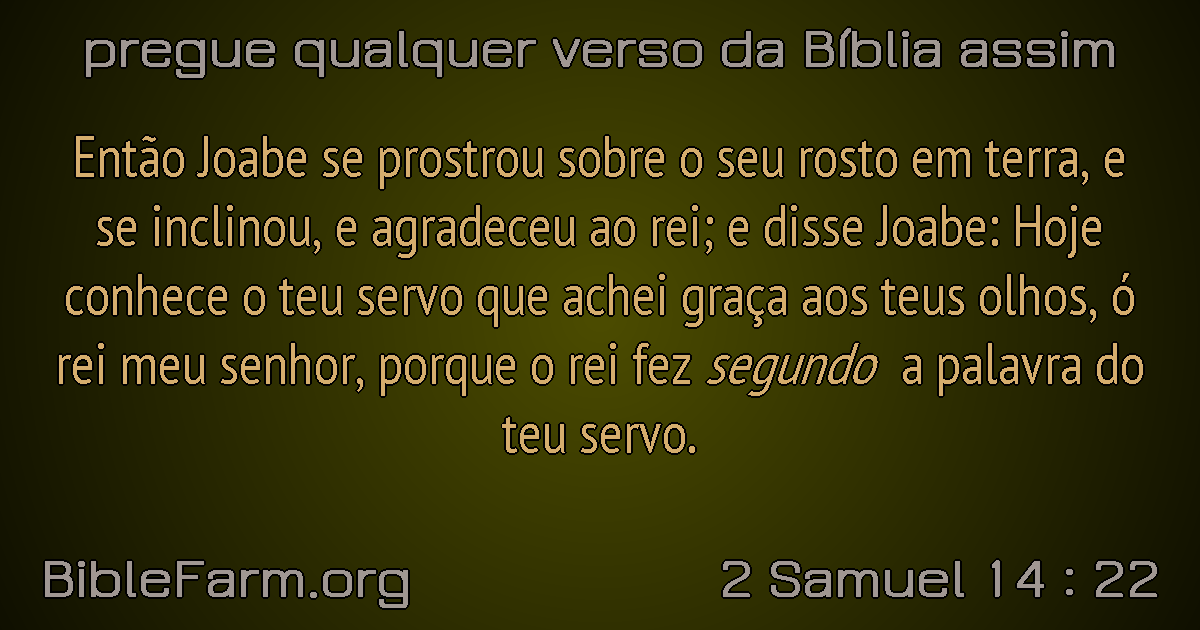 pregue qualquer verso da Bíblia assim
Então Joabe se prostrou sobre o seu rosto em terra, e
se inclinou, e agradeceu ao rei; e disse Joabe: Hoje
conhece o teu servo que achei graça aos teus olhos, ó
rei meu senhor, porque o rei fez segundo a palavra do
teu servo.
BibleFarm.org
2 Samuel 14 : 22